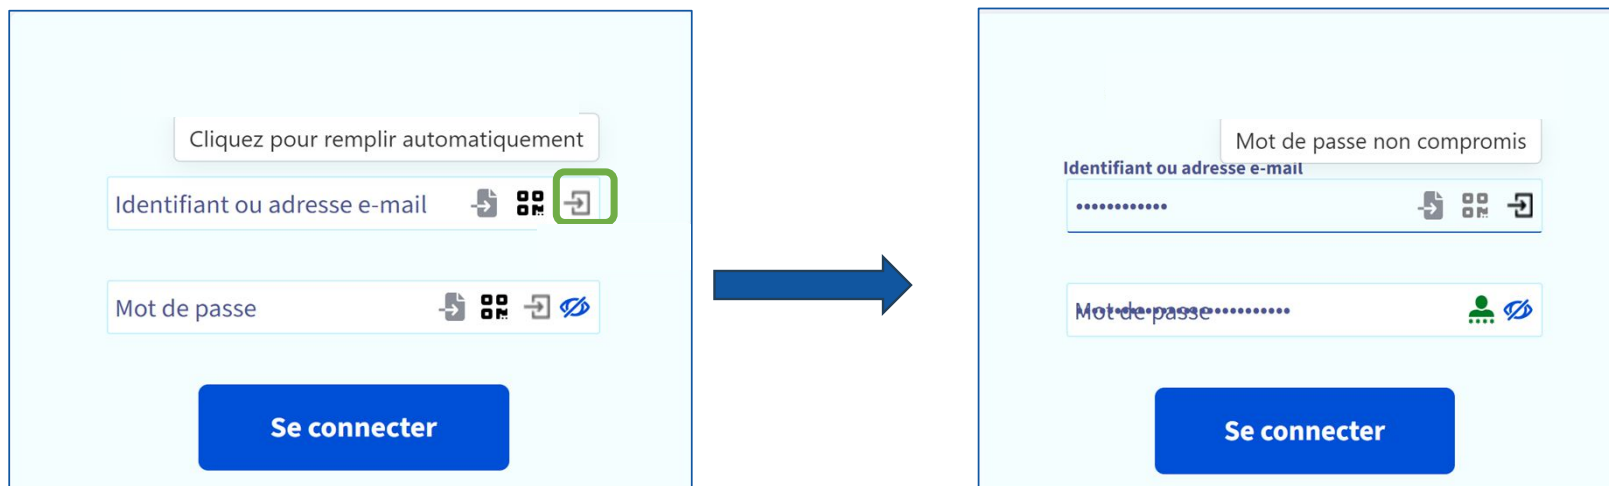 Cliquez pour remplir automatiquement
Identifiant ou adresse e-mail
Mot de passe
Se connecter
Mot de passe non compromis
Identifiant ou adresse e-mail
••••••••••••
Mot de passe
Se connecter